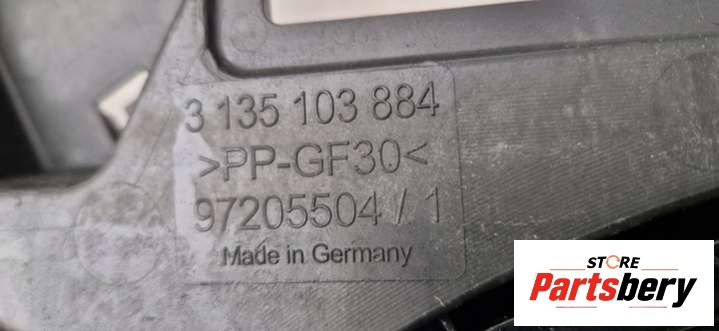 3 135 103 884
>PP-GF30<
97205504 / 1
Made in Germany
STORE
Partsbery